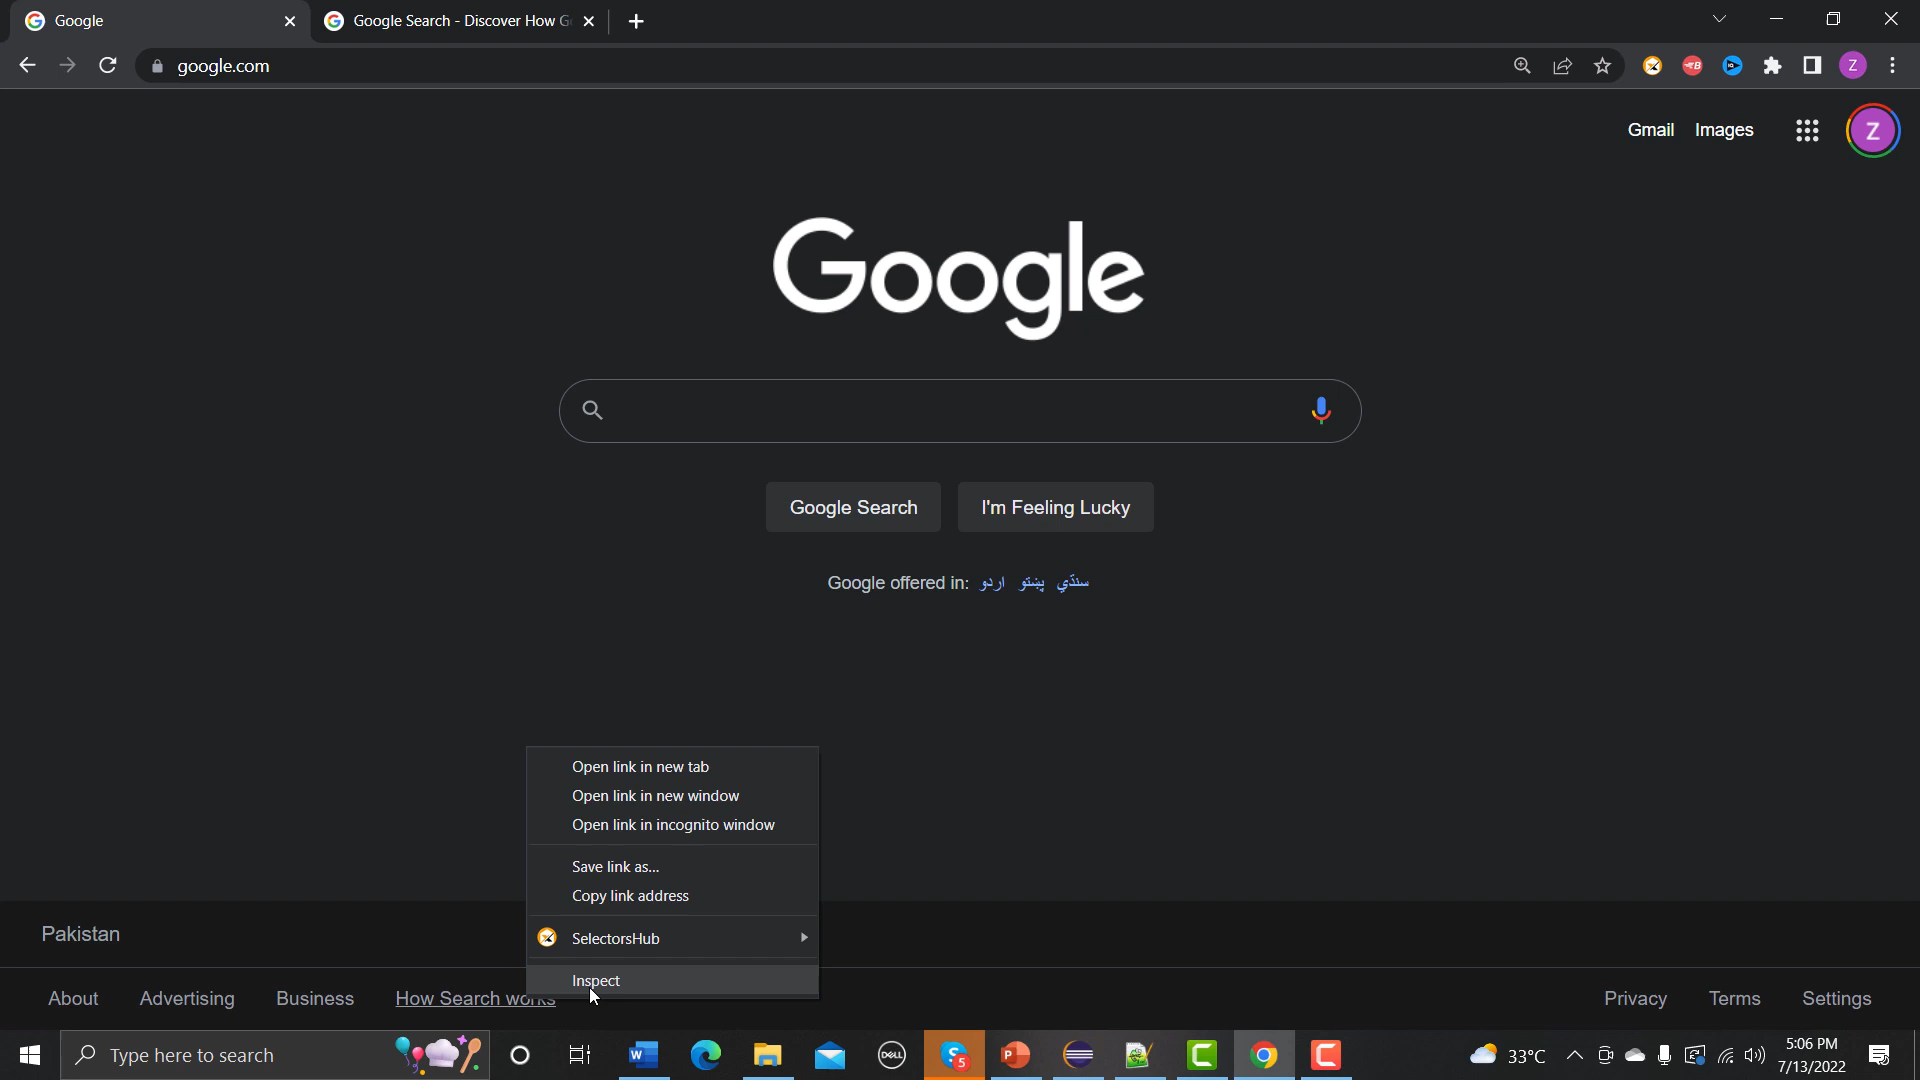 Google
Google Search - Discover How G
google.com
Z
Gmail Images
Z
Google
Google Search
I'm Feeling Lucky
Google offered in: اردو پښتو سنڌي
Open link in new tab
Open link in new window
Open link in incognito window
Save link as...
Copy link address
SelectorsHub
Inspect
Pakistan
About Advertising Business How Search works
Privacy Terms Settings
Type here to search
W
DELL
S 5
P
C
C
33°C
5:06 PM
7/13/2022